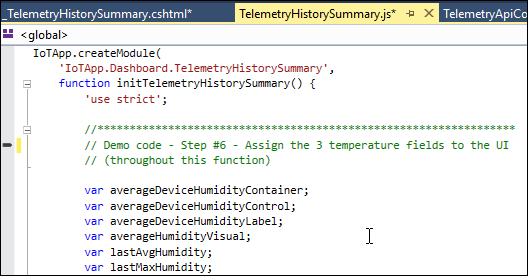 _TelemetryHistorySummary.cshtml* TelemetryHistorySummary.js* TelemetryApiCo
<global>
IoTApp.createModule(
'IoTApp.Dashboard.TelemetryHistorySummary',
function initTelemetryHistorySummary() {
'use strict';
//******************************************************************
// Demo code - Step #6 - Assign the 3 temperature fields to the UI
// (throughout this function)
var averageDeviceHumidityContainer;
var averageDeviceHumidityControl;
var averageDeviceHumidityLabel;
var averageHumidityVisual;
var lastAvgHumidity;
var lastMaxHumidity;